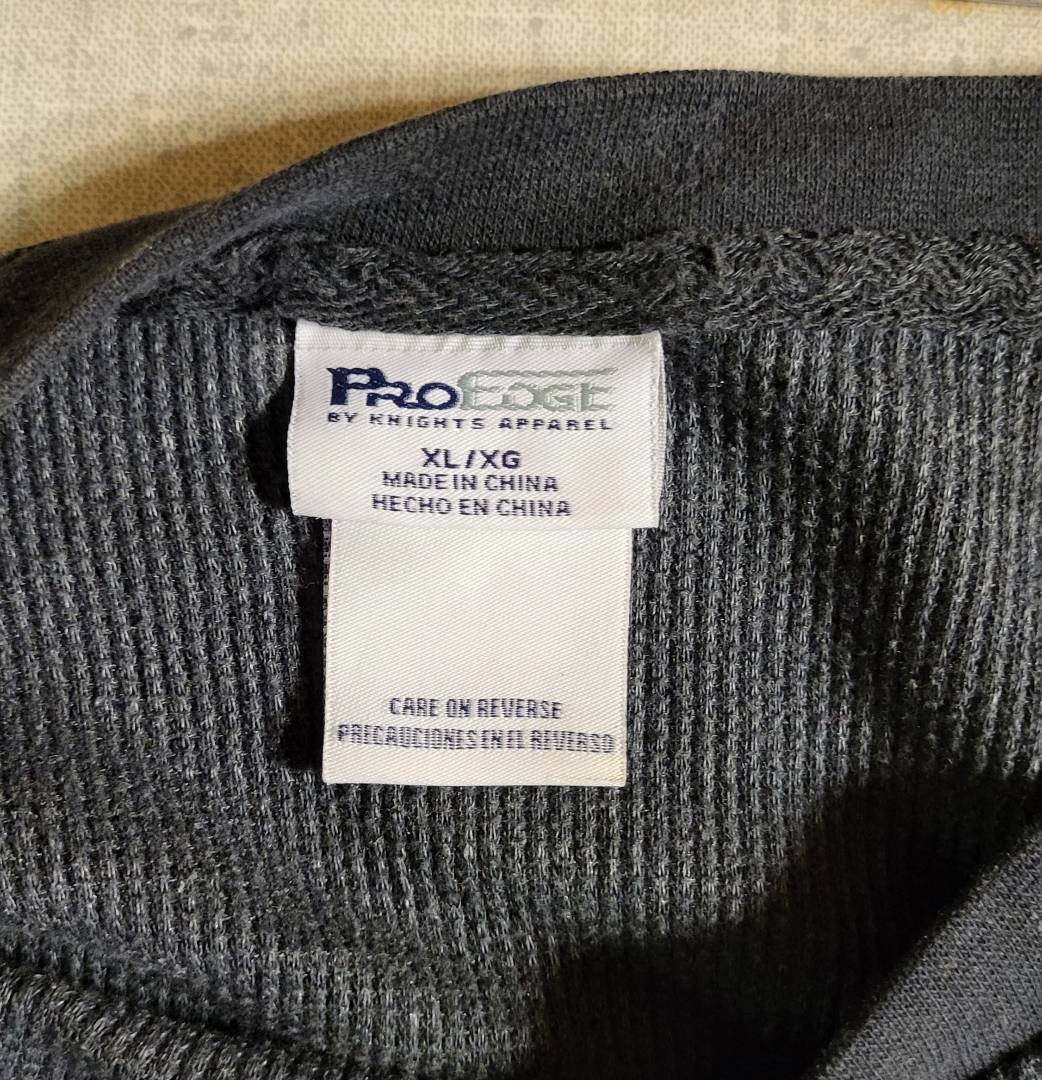 PROEDGE
BY KNIGHTS APPAREL
XL/XG
MADE IN CHINA
HECHO EN CHINA
CARE ON REVERSE
PRECAUCIONES EN EL REVERSO